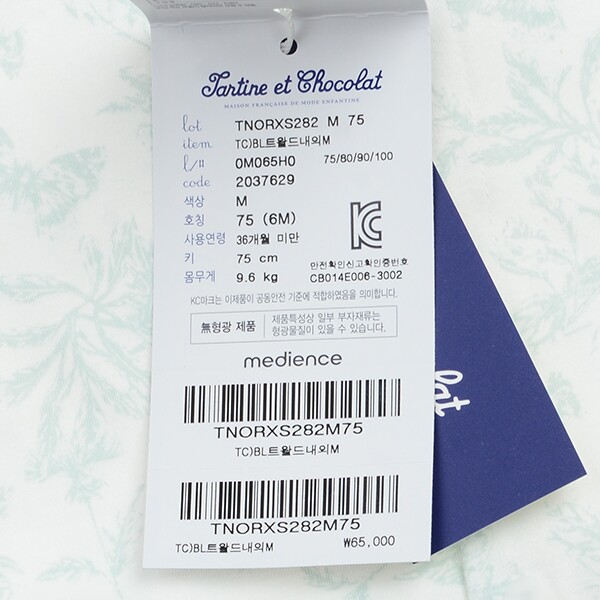 Tartine et Chocolat
MAISON FRANÇAISE DE MODE ENFANTINE
lot TNORXS282 M 75
item TC)BL트왈드내의M
l/# 0M065H0 75/80/90/100
code 2037629
색상 M
호칭 75 (6M)
사용연령 36개월 미만
키 75 cm
몸무게 9.6 kg
안전확인신고확인증번호
CB014E006-3002
KC마크는 이제품이 공통안전 기준에 적합하였음을 의미합니다.
無형광 제품 제품특성상 일부 부자재류는
형광물질이 있을 수 있습니다.
medience
TNORXS282M75
TC)BL트왈드내의M
TNORXS282M75
TC)BL트왈드내의M ₩65,000
lat